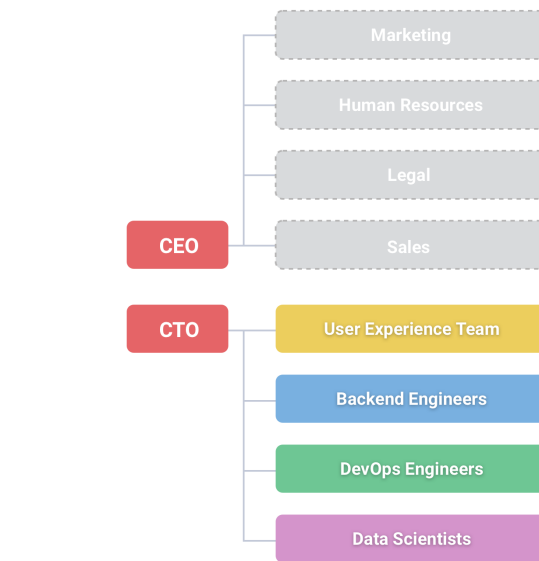 Marketing
Human Resources
Legal
CEO
Sales
CTO
User Experience Team
Backend Engineers
DevOps Engineers
Data Scientists